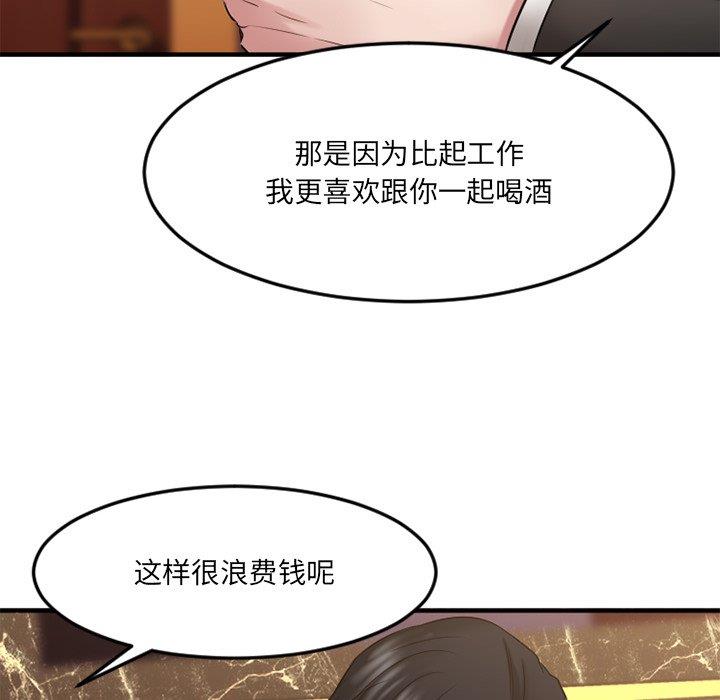 那是因为比起工作
我更喜欢跟你一起喝酒
这样很浪费钱呢